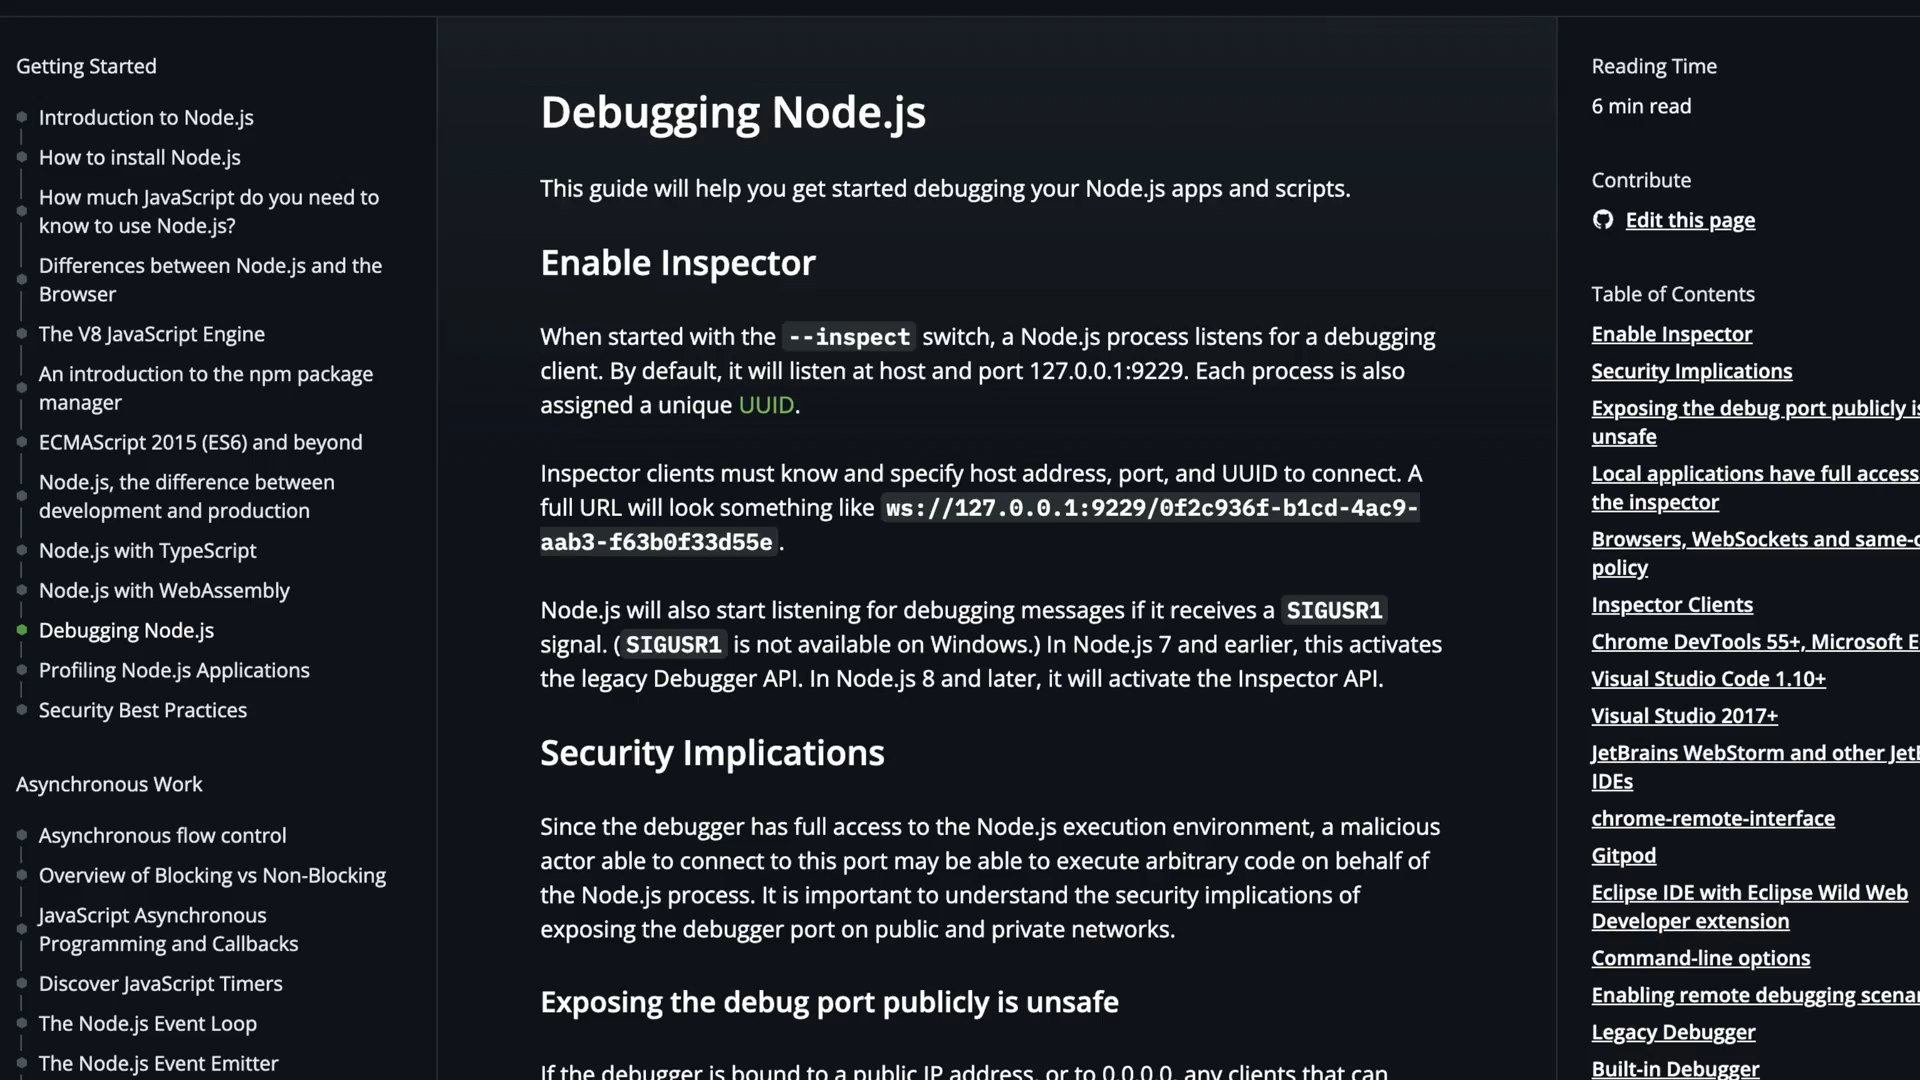 Getting Started
Introduction to Node.js
How to install Node.js
How much JavaScript do you need to
know to use Node.js?
Differences between Node.js and the
Browser
The V8 JavaScript Engine
An introduction to the npm package
manager
ECMAScript 2015 (ES6) and beyond
Node.js, the difference between
development and production
Node.js with TypeScript
Node.js with WebAssembly
Debugging Node.js
Profiling Node.js Applications
Security Best Practices
Asynchronous Work
Asynchronous flow control
Overview of Blocking vs Non-Blocking
JavaScript Asynchronous
Programming and Callbacks
Discover JavaScript Timers
The Node.js Event Loop
The Node.js Event Emitter
Debugging Node.js
This guide will help you get started debugging your Node.js apps and scripts.
Enable Inspector
When started with the --inspect switch, a Node.js process listens for a debugging
client. By default, it will listen at host and port 127.0.0.1:9229. Each process is also
assigned a unique UUID.
Inspector clients must know and specify host address, port, and UUID to connect. A
full URL will look something like ws://127.0.0.1:9229/0f2c936f-b1cd-4ac9-
aab3-f63b0f33d55e.
Node.js will also start listening for debugging messages if it receives a SIGUSR1
signal. (SIGUSR1 is not available on Windows.) In Node.js 7 and earlier, this activates
the legacy Debugger API. In Node.js 8 and later, it will activate the Inspector API.
Security Implications
Since the debugger has full access to the Node.js execution environment, a malicious
actor able to connect to this port may be able to execute arbitrary code on behalf of
the Node.js process. It is important to understand the security implications of
exposing the debugger port on public and private networks.
Exposing the debug port publicly is unsafe
If the debugger is bound to a public IP address, or to 0.0.0.0, any clients that can
Reading Time
6 min read
Contribute
Edit this page
Table of Contents
Enable Inspector
Security Implications
Exposing the debug port publicly is
unsafe
Local applications have full access
the inspector
Browsers, WebSockets and same-
policy
Inspector Clients
Chrome DevTools 55+, Microsoft E
Visual Studio Code 1.10+
Visual Studio 2017+
JetBrains WebStorm and other Jet
IDEs
chrome-remote-interface
Gitpod
Eclipse IDE with Eclipse Wild Web
Developer extension
Command-line options
Enabling remote debugging scena
Legacy Debugger
Built-in Debugger